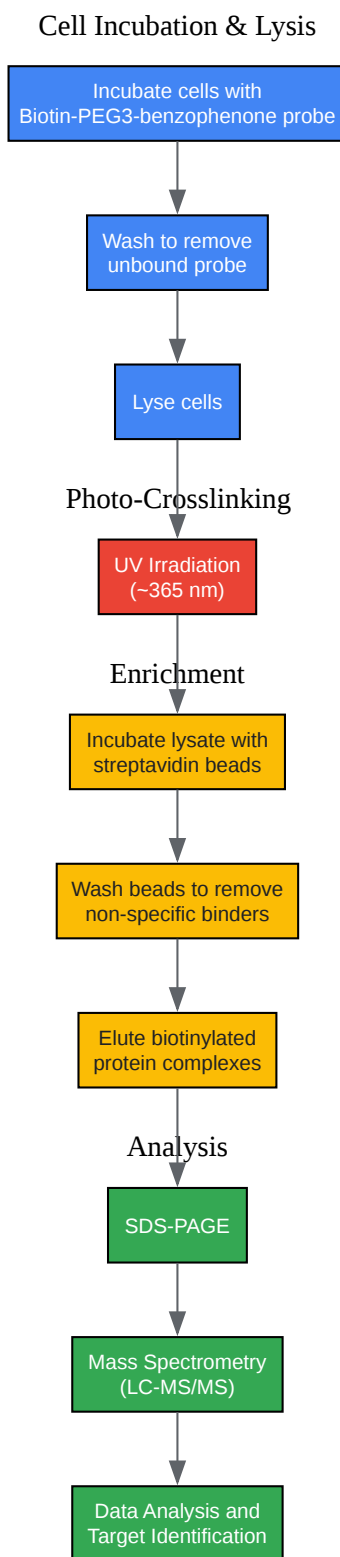 Cell Incubation & Lysis
Incubate cells with
Biotin-PEG3-benzophenone probe
Wash to remove
unbound probe
Lyse cells
Photo-Crosslinking
UV Irradiation
(~365 nm)
Enrichment
Incubate lysate with
streptavidin beads
Wash beads to remove
non-specific binders
Elute biotinylated
protein complexes
Analysis
SDS-PAGE
Mass Spectrometry
(LC-MS/MS)
Data Analysis and
Target Identification